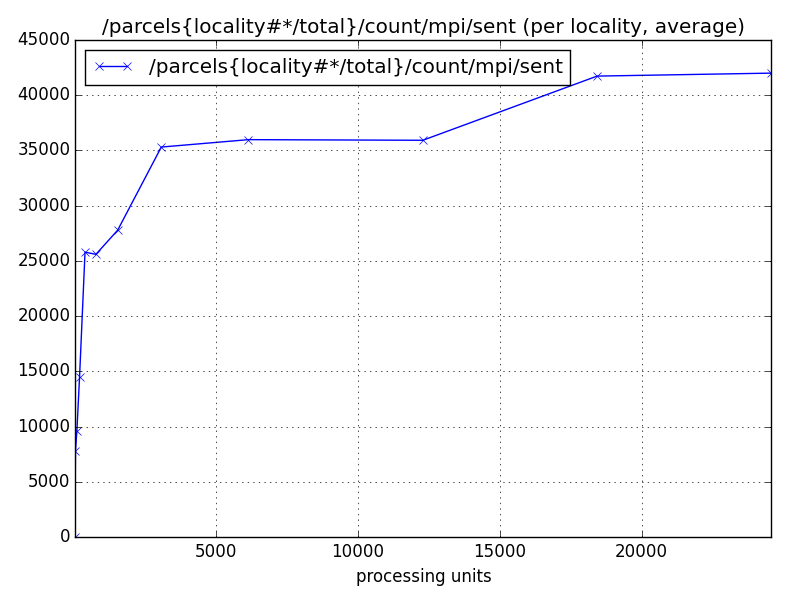 /parcels{locality#*/total}/count/mpi/sent (per locality, average)
/parcels{locality#*/total}/count/mpi/sent
45000
40000
35000
30000
25000
20000
15000
10000
5000
0
5000 10000 15000 20000
processing units